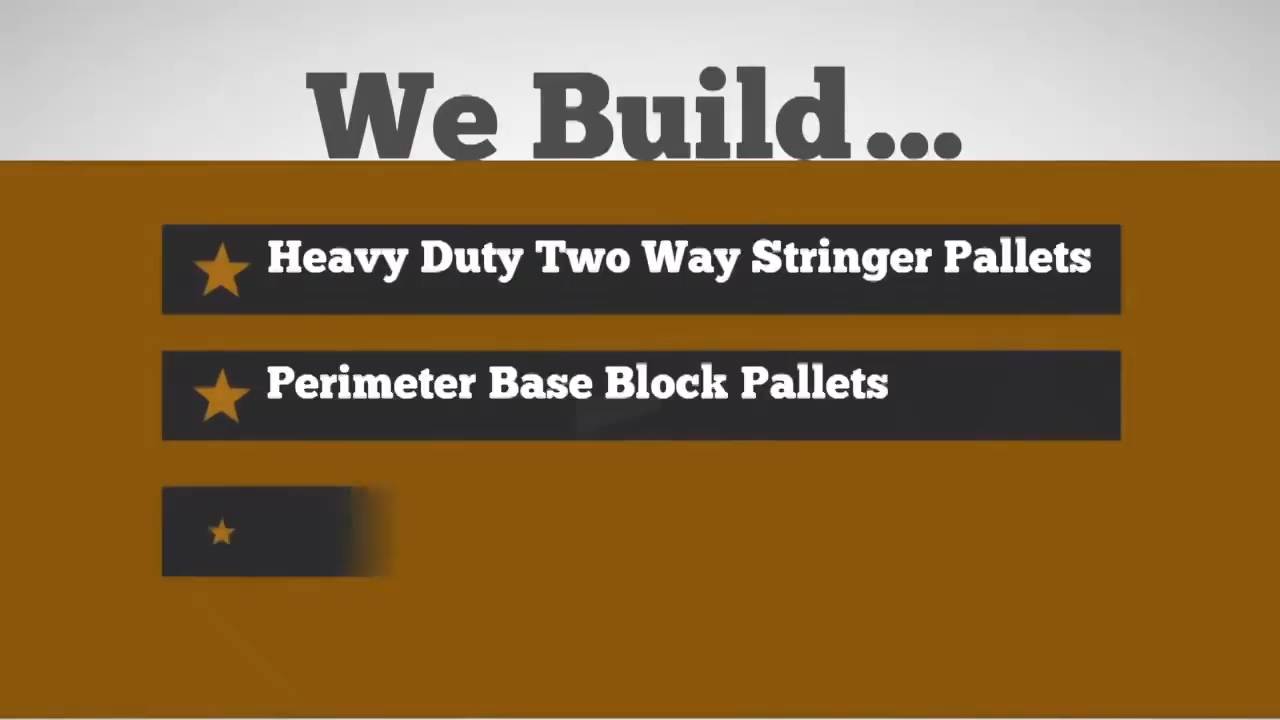 We Build...
Heavy Duty Two Way Stringer Pallets
Perimeter Base Block Pallets